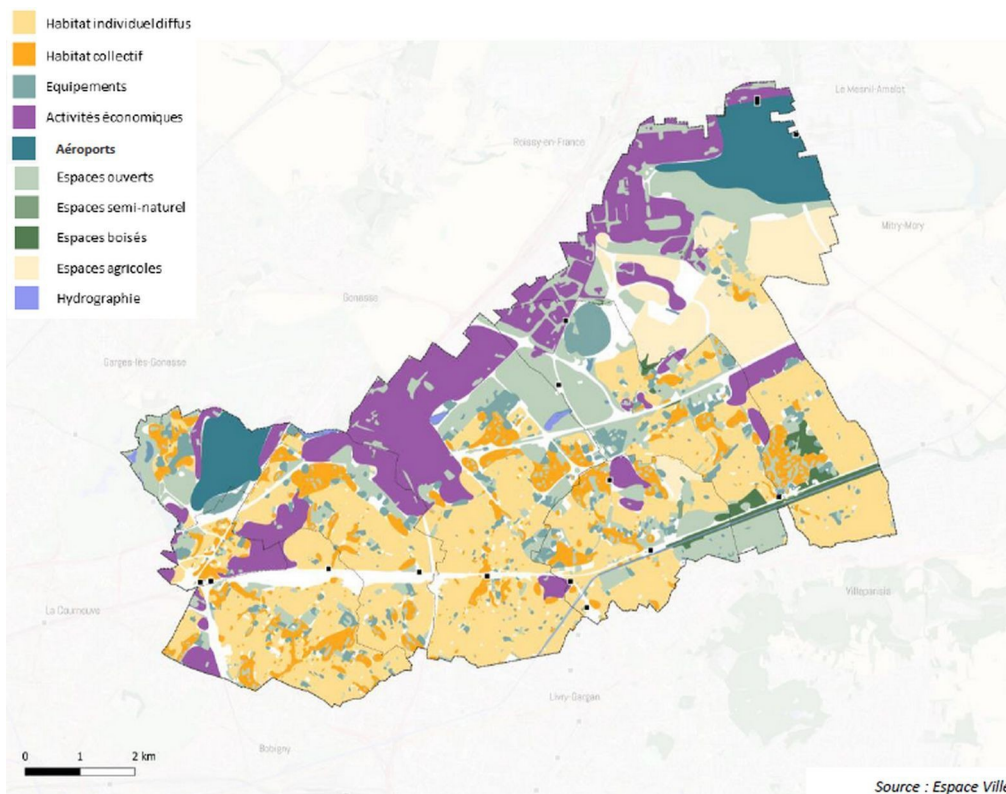 Habitat individuel diffus
Habitat collectif
Equipements
Activités économiques
Aéroports
Espaces ouverts
Espaces semi-naturel
Espaces boisés
Espaces agricoles
Hydrographie
Le Mesnil-Amelot
Roissy-en-France
Mitry-Mory
Gonesse
Garges-lès-Gonesse
La Courneuve
Villeparisis
Livry-Gargan
Bobigny
0 1 2 km
Source : Espace Ville